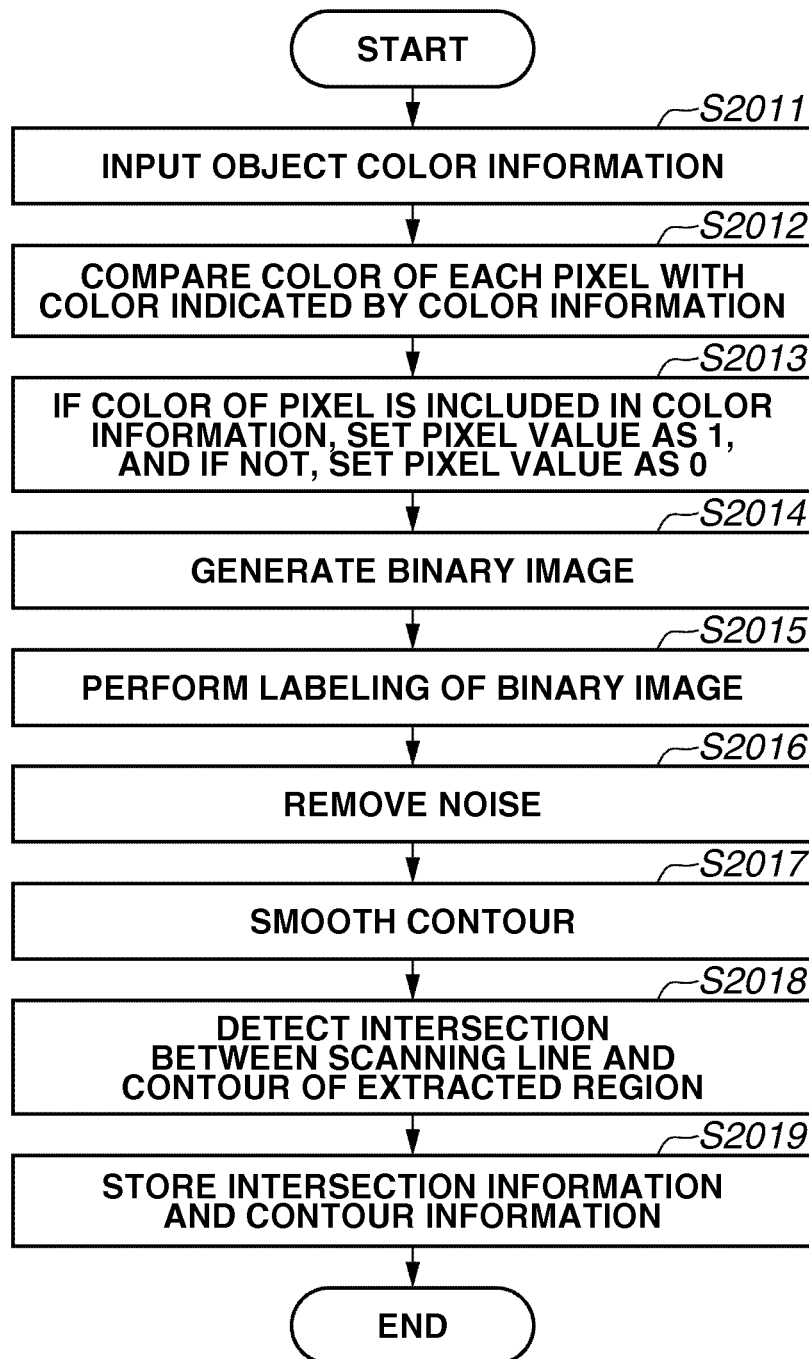 START
S2011
INPUT OBJECT COLOR INFORMATION
S2012
COMPARE COLOR OF EACH PIXEL WITH
COLOR INDICATED BY COLOR INFORMATION
S2013
IF COLOR OF PIXEL IS INCLUDED IN COLOR
INFORMATION, SET PIXEL VALUE AS 1,
AND IF NOT, SET PIXEL VALUE AS 0
S2014
GENERATE BINARY IMAGE
S2015
PERFORM LABELING OF BINARY IMAGE
S2016
REMOVE NOISE
S2017
SMOOTH CONTOUR
S2018
DETECT INTERSECTION
BETWEEN SCANNING LINE AND
CONTOUR OF EXTRACTED REGION
S2019
STORE INTERSECTION INFORMATION
AND CONTOUR INFORMATION
END